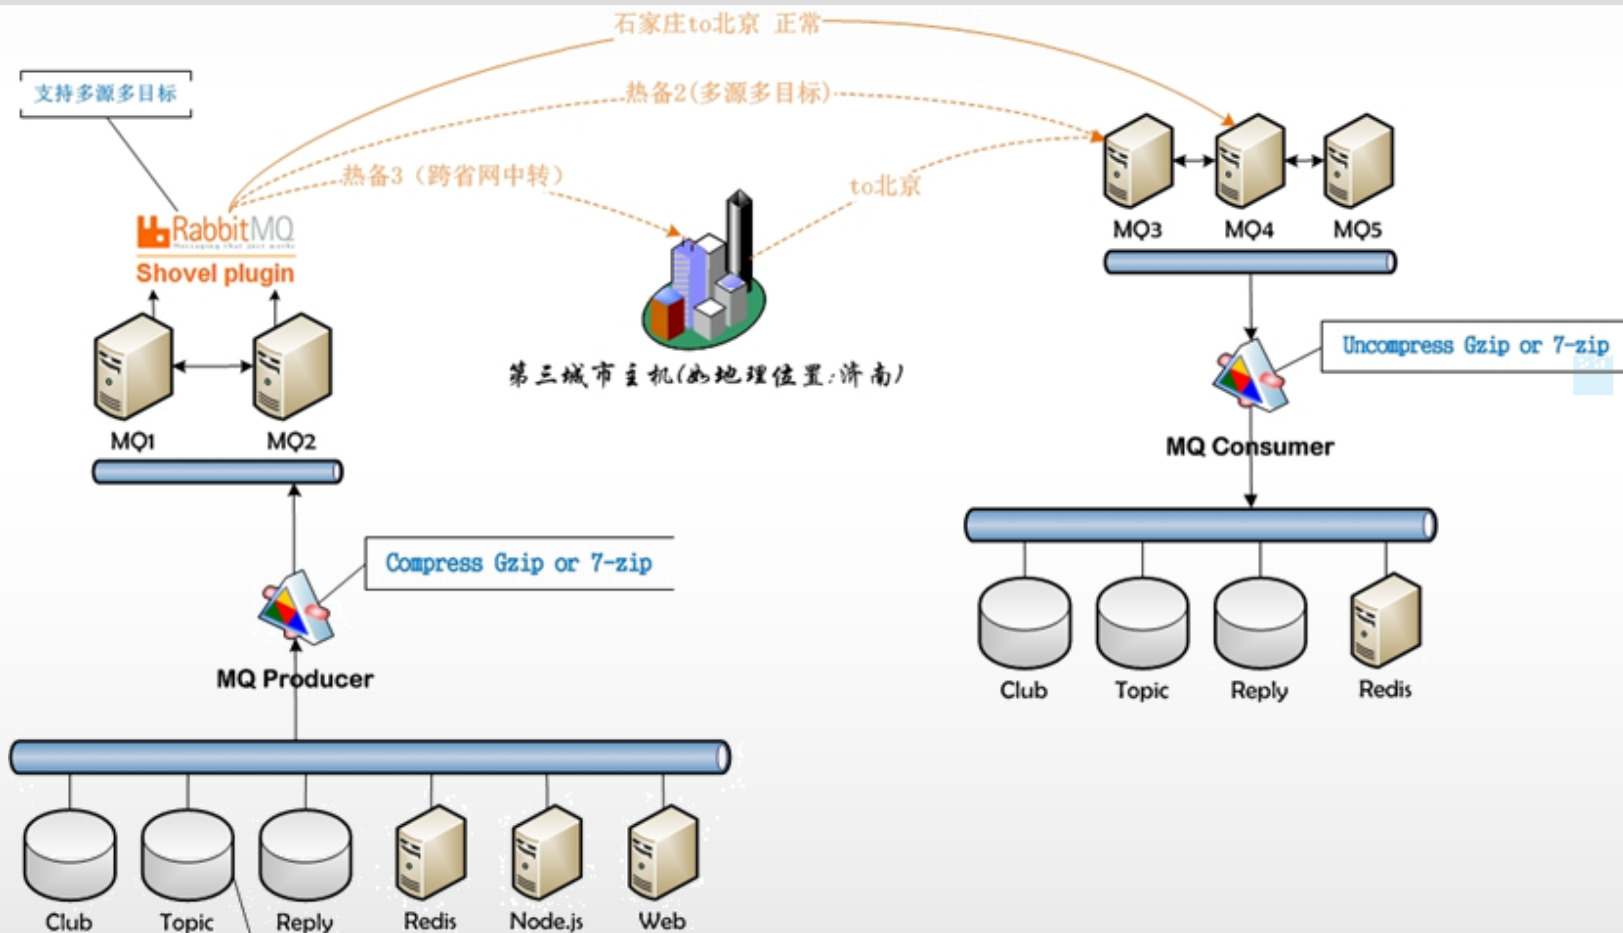 石家庄to北京 正常
支持多源多目标
热备2(多源多目标)
热备3（跨省网中转）
to北京
RabbitMQ
Messaging that just works
Shovel plugin
MQ3
MQ4
MQ5
第三城市主机(如地理位置:济南)
Uncompress Gzip or 7-zip
MQ1
MQ2
MQ Consumer
Compress Gzip or 7-zip
MQ Producer
Club
Topic
Reply
Redis
Club
Topic
Reply
Redis
Node.js
Web